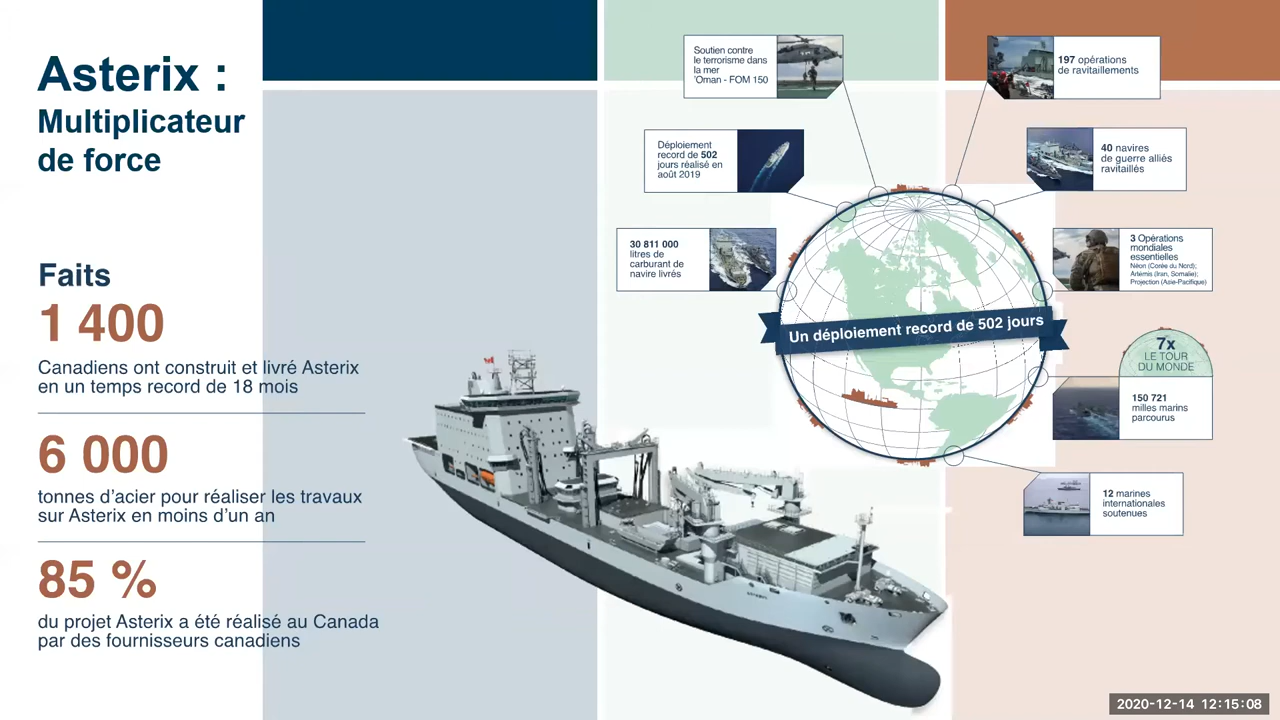 Asterix :
Multiplicateur
de force
Faits
1 400
Canadiens ont construit et livré Asterix
en un temps record de 18 mois
6 000
tonnes d'acier pour réaliser les travaux
sur Asterix en moins d'un an
85 %
du projet Asterix a été réalisé au Canada
par des fournisseurs canadiens
Soutien contre
le terrorisme dans
la mer
'Oman - FOM 150
Déploiement
record de 502
jours réalisé en
août 2019
30 811 000
litres de
carburant de
navire livrés
Un déploiement record de 502 jours
197 opérations
de ravitaillements
40 navires
de guerre alliés
ravitaillés
3 Opérations
mondiales
essentielles
Néon (Corée du Nord);
Artemis (Iran, Somalie);
Projection (Asie-Pacifique)
7x
LE TOUR
DU MONDE
150 721
milles marins
parcourus
12 marines
internationales
soutenues
2020-12-14 12:15:08